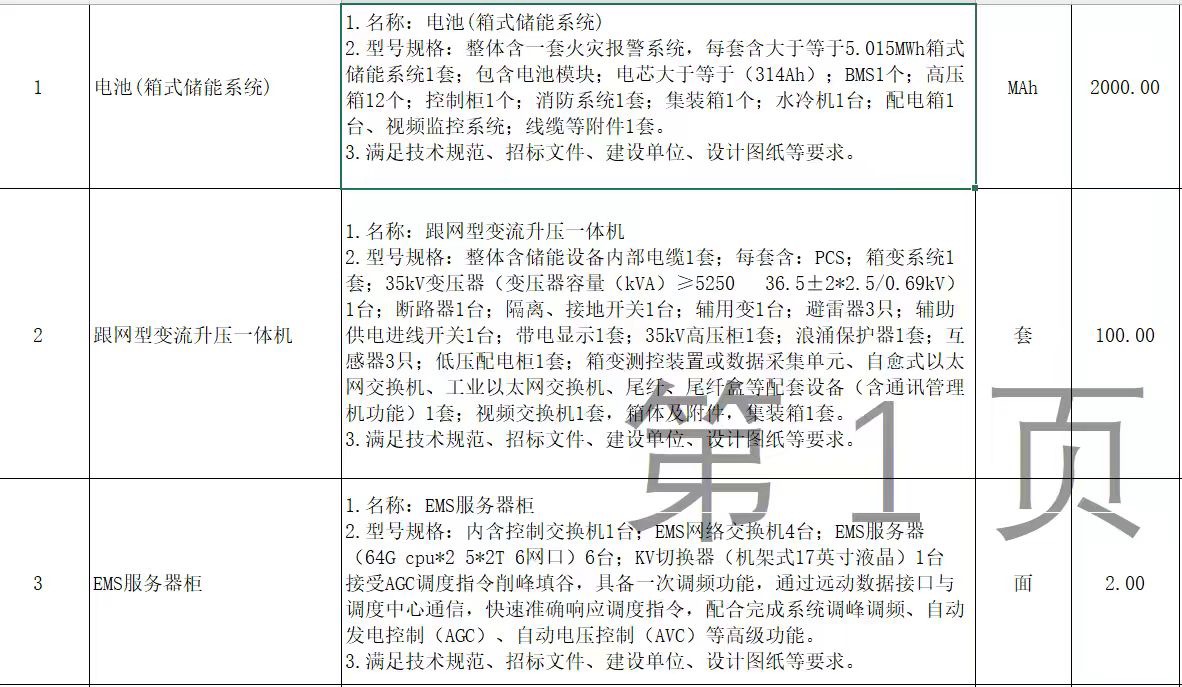 1
电池(箱式储能系统)
1.名称：电池(箱式储能系统)
2.型号规格：整体含一套火灾报警系统，每套含大于等于5.015MWh箱式
储能系统1套；包含电池模块；电芯大于等于（314Ah）；BMS1个；高压
箱12个；控制柜1个；消防系统1套；集装箱1个；水冷机1台；配电箱1
台、视频监控系统；线缆等附件1套。
3.满足技术规范、招标文件、建设单位、设计图纸等要求。
MAh
2000.00
2
跟网型变流升压一体机
1.名称：跟网型变流升压一体机
2.型号规格：整体含储能设备内部电缆1套；每套含：PCS；箱变系统1
套；35kV变压器（变压器容量（kVA）≥5250 36.5±2*2.5/0.69kV）
1台；断路器1台；隔离、接地开关1台；辅用变1台；避雷器3只；辅助
供电进线开关1台；带电显示1套；35kV高压柜1套；浪涌保护器1套；互
感器3只；低压配电柜1套；箱变测控装置或数据采集单元、自愈式以太
网交换机、工业以太网交换机、尾纤、尾纤盒等配套设备（含通讯管理
机功能）1套；视频交换机1套，箱体及附件，集装箱1套。
3.满足技术规范、招标文件、建设单位、设计图纸等要求。
套
100.00
第 1 页
3
EMS服务器柜
1.名称：EMS服务器柜
2.型号规格：内含控制交换机1台；EMS网络交换机4台；EMS服务器
（64G cpu*2 5*2T 6网口）6台；KV切换器（机架式17英寸液晶）1台
接受AGC调度指令削峰填谷，具备一次调频功能，通过远动数据接口与
调度中心通信，快速准确响应调度指令，配合完成系统调峰调频、自动
发电控制（AGC）、自动电压控制（AVC）等高级功能。
3.满足技术规范、招标文件、建设单位、设计图纸等要求。
面
2.00